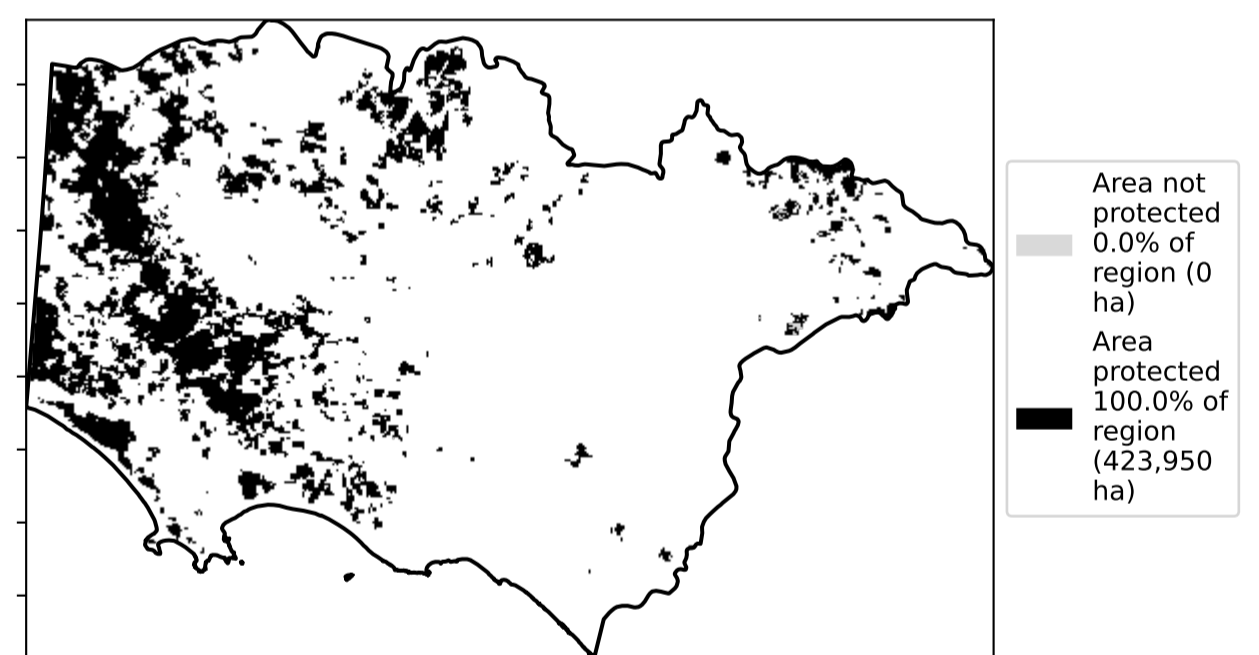 Area not
protected
0.0% of
region (0
ha)
Area
protected
100.0% of
region
(423,950
ha)